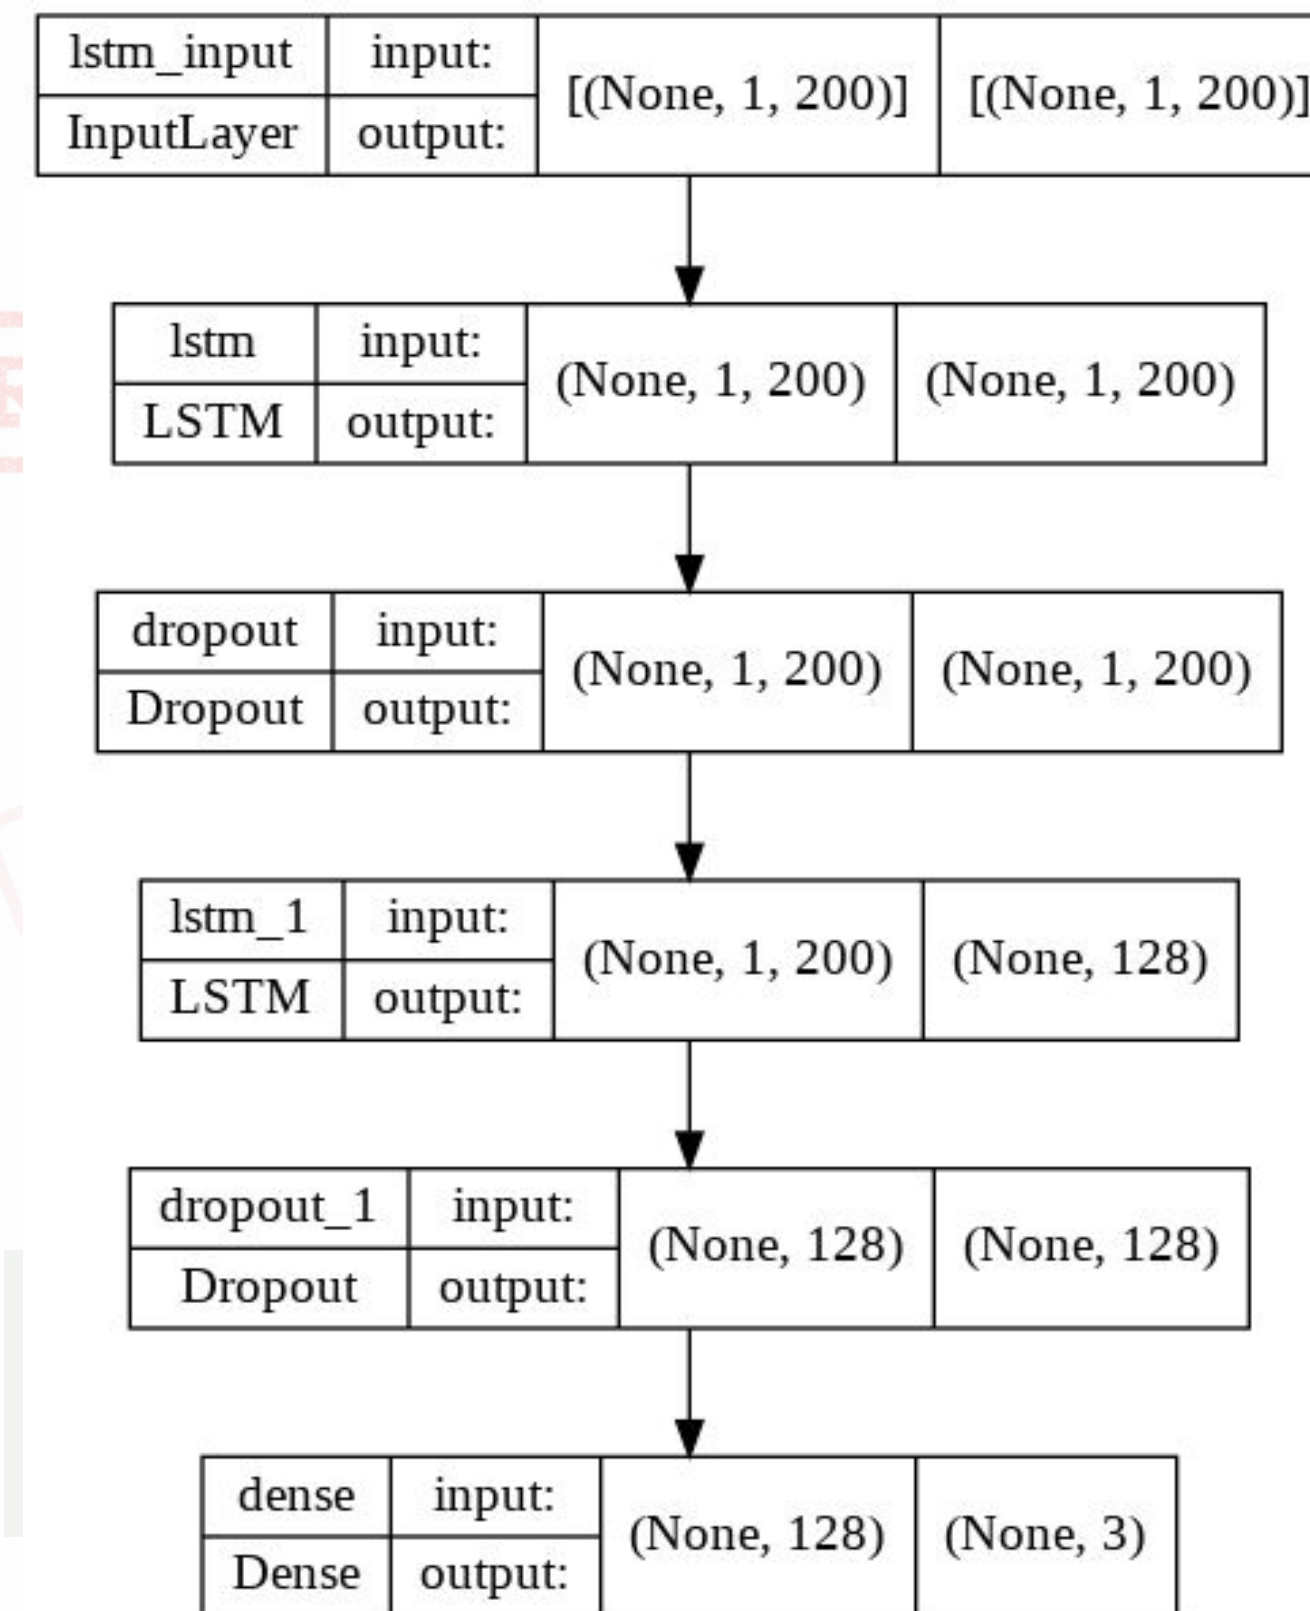 lstm_input input: [(None, 1, 200)] [(None, 1, 200)]
InputLayer output:
lstm input: (None, 1, 200) (None, 1, 200)
LSTM output:
dropout input: (None, 1, 200) (None, 1, 200)
Dropout output:
lstm_1 input: (None, 1, 200) (None, 128)
LSTM output:
dropout_1 input: (None, 128) (None, 128)
Dropout output:
dense input: (None, 128) (None, 3)
Dense output: